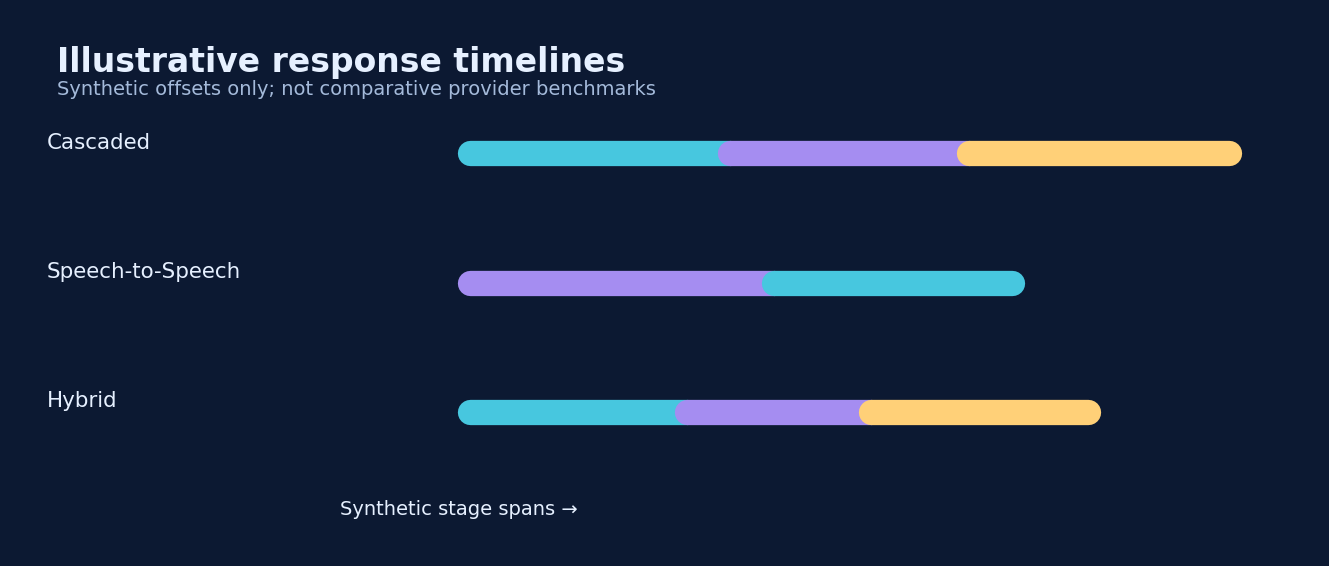 Illustrative response timelines
Synthetic offsets only; not comparative provider benchmarks
Cascaded
Speech-to-Speech
Hybrid
Synthetic stage spans →